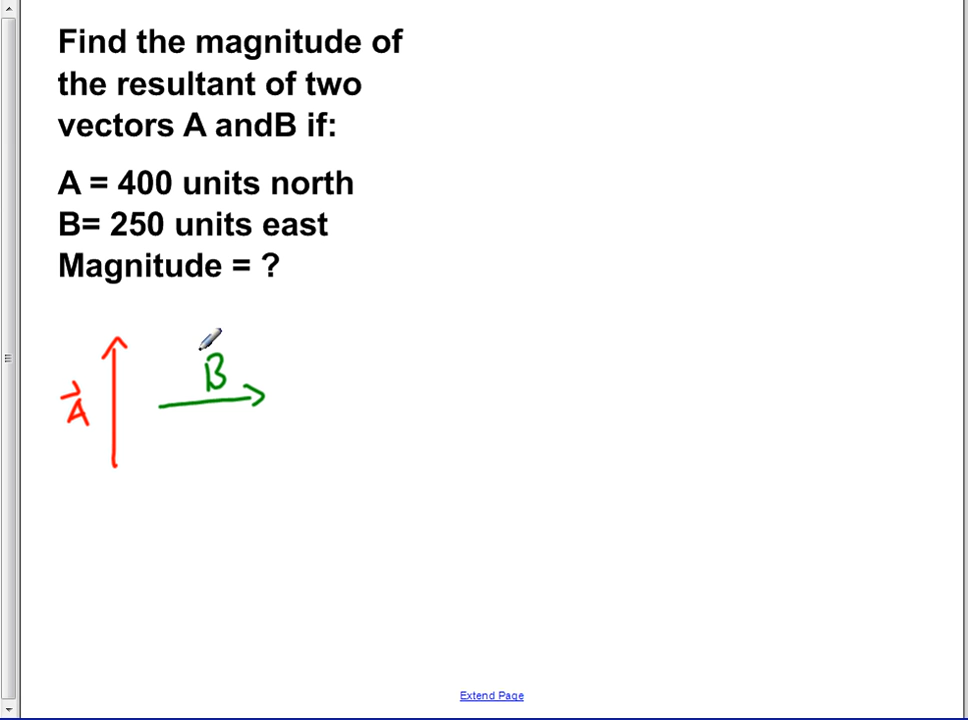 Find the magnitude of
the resultant of two
vectors A andB if:
A = 400 units north
B= 250 units east
Magnitude = ?
B
A
Extend Page